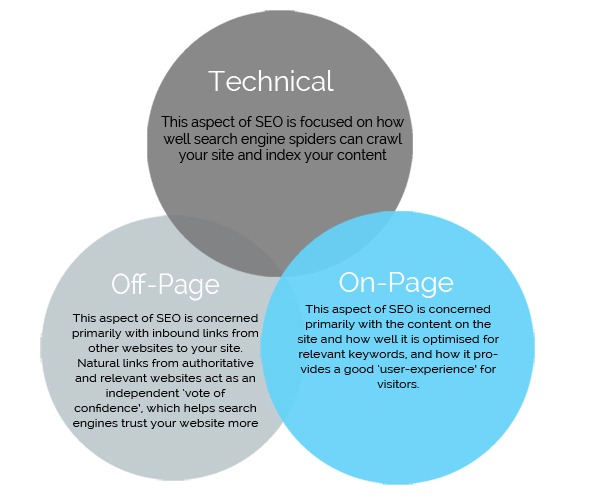 Technical
This aspect of SEO is focused on how
well search engine spiders can crawl
your site and index your content
Off-Page
This aspect of SEO is concerned
primarily with inbound links from
other websites to your site.
Natural links from authoritative
and relevant websites act as an
independent 'vote of
confidence', which helps search
engines trust your website more
On-Page
This aspect of SEO is concerned
primarily with the content on the
site and how well it is optimised for
relevant keywords, and how it pro-
vides a good 'user-experience' for
visitors.